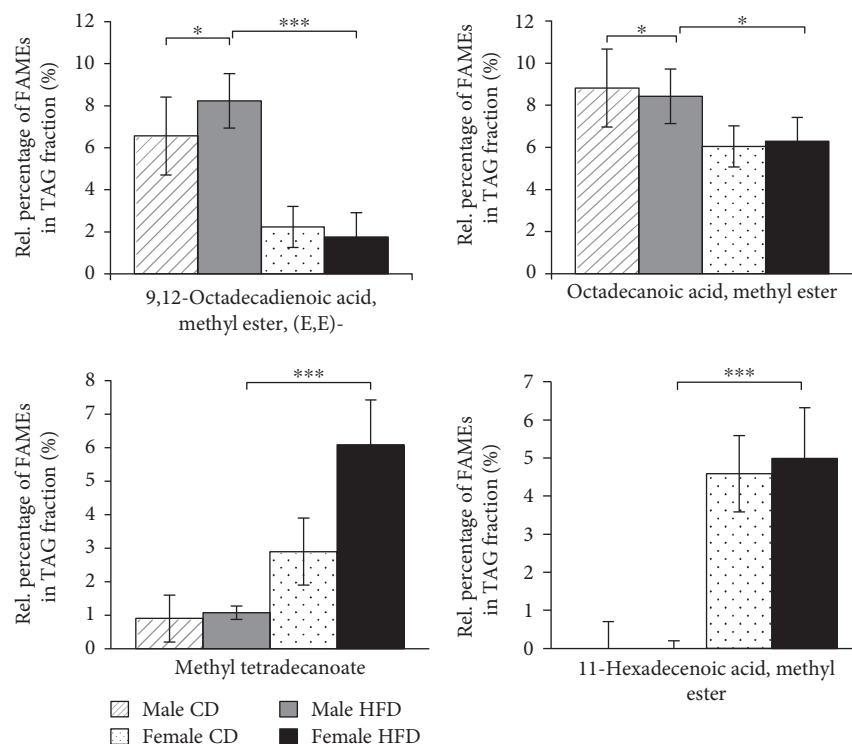 Rel. percentage of FAMEs
in TAG fraction (%)
12
10
8
6
4
2
0
*
***
9,12-Octadecadienoic acid,
methyl ester, (E,E)-
Rel. percentage of FAMEs
in TAG fraction (%)
12
10
8
6
4
2
0
*
*
Octadecanoic acid, methyl ester
Rel. percentage of FAMEs
in TAG fraction (%)
8
7
6
5
4
3
2
1
0
***
Methyl tetradecanoate
Rel. percentage of FAMEs
in TAG fraction (%)
7
6
5
4
3
2
1
0
***
11-Hexadecenoic acid, methyl
ester
Male CD
Male HFD
Female CD
Female HFD